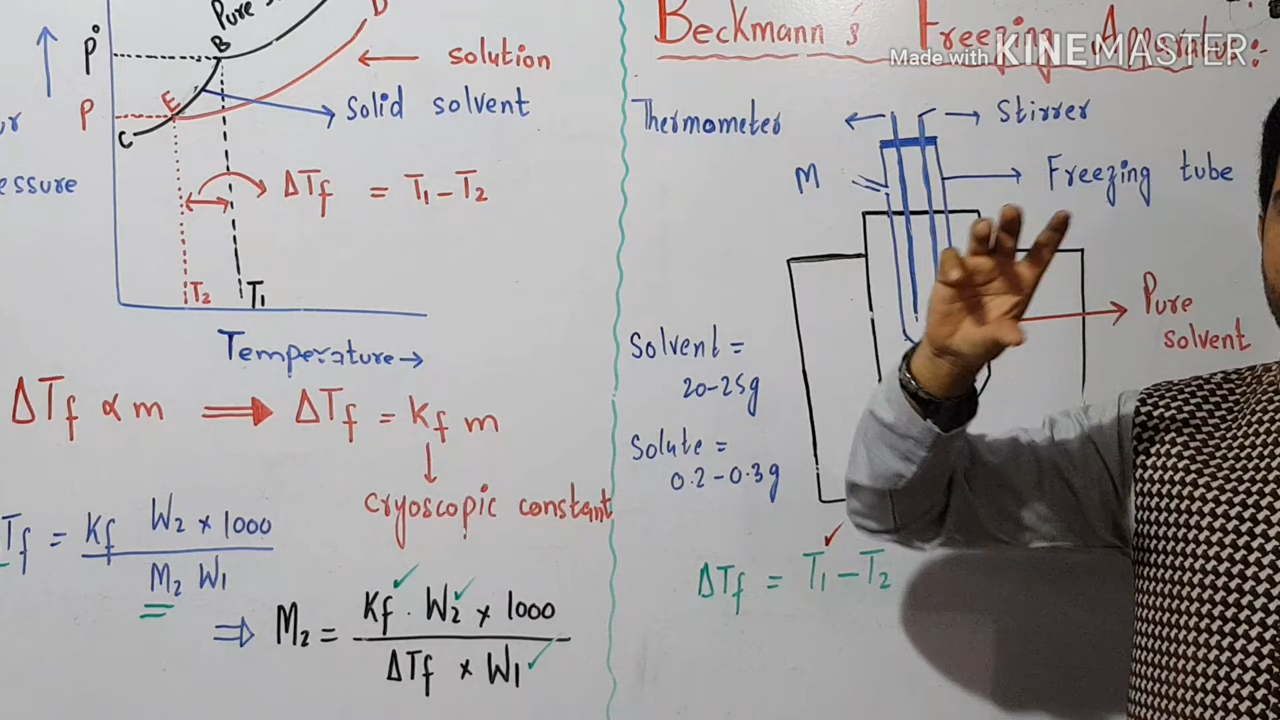 Pure
D
P°
B
solution
E
P
solid solvent
C
essure
ΔTf = T₁ - T₂
T₂
T₁
Temperature →
ΔTf ∝ m ⇒ ΔTf = Kf m
cryoscopic constant
Tf = Kf W₂ × 1000
M₂ W₁
⇒ M₂ = Kf · W₂ × 1000
ΔTf × W₁
Beckmann's Freezing
Made with KINEMASTER
Thermometer
Stirrer
M
Freezing tube
Pure
solvent
Solvent =
20-25g
Solute =
0.2-0.3g
ΔTf = T₁ - T₂